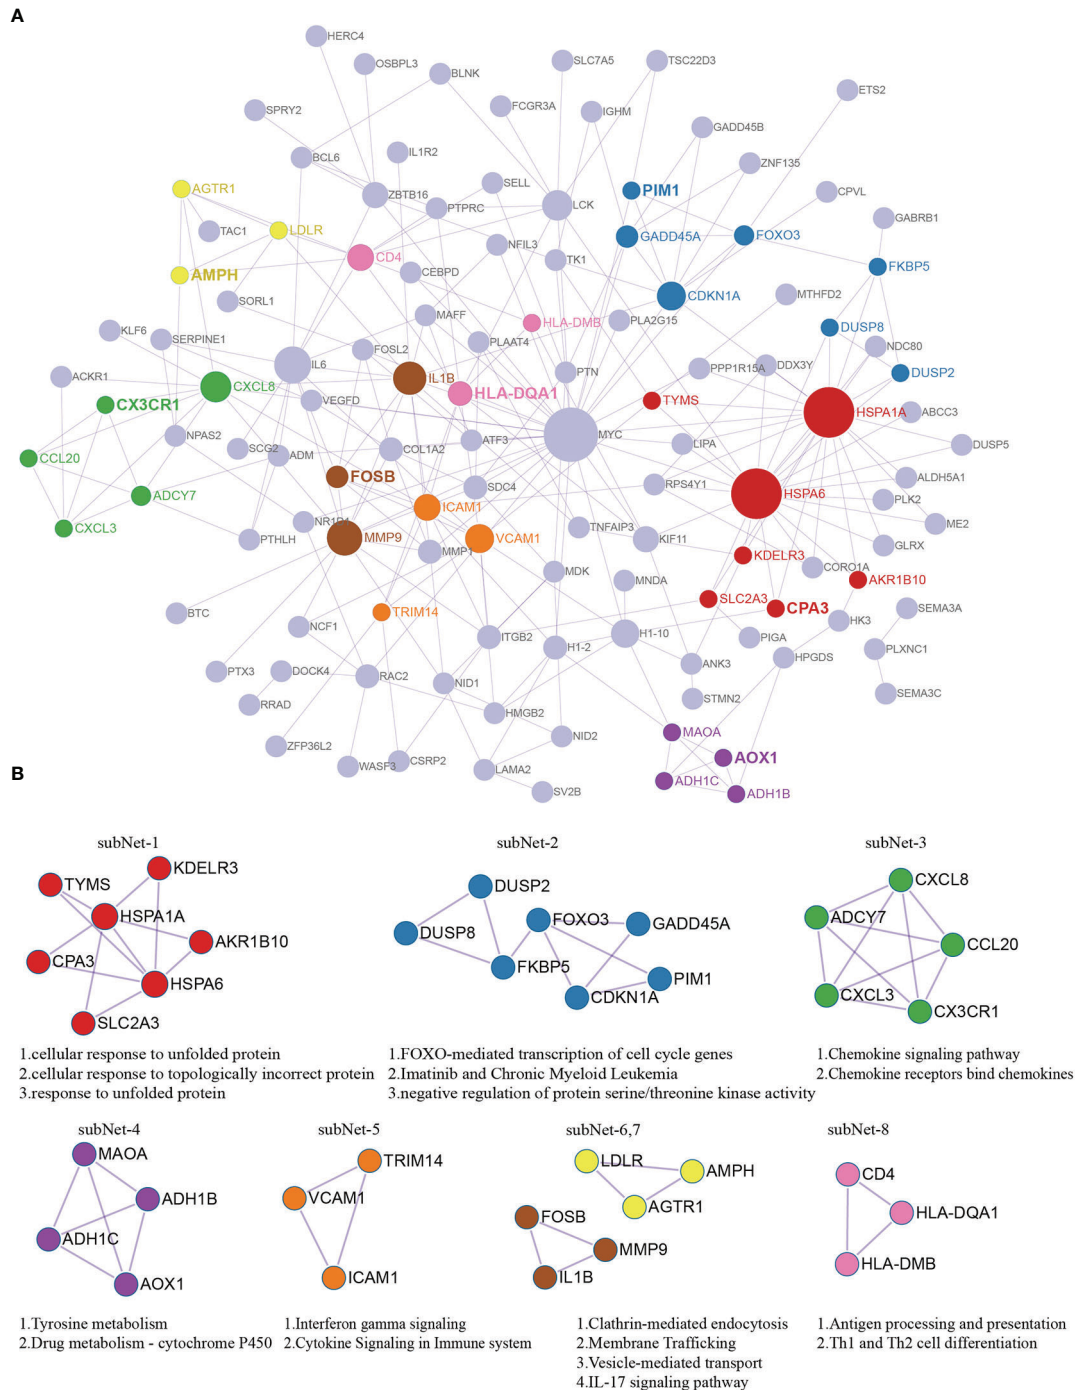 A
HERC4
OSBPL3
BLNK
SLC7A5
TSC22D3
ETS2
SPRY2
FCGR3A
IGHM
GADD45B
BCL6
IL1R2
ZNF135
AGTR1
ZBTB16
SELL
PTPRC
LCK
PIM1
CPVL
GABRB1
TAC1
LDLR
CD4
NFIL3
GADD45A
FOXO3
AMPH
CEBPD
TK1
FKBP5
SORL1
CDKN1A
MTHFD2
KLF6
SERPINE1
MAFF
HLA-DMB
PLA2G15
DUSP8
FOSL2
PLAAT4
NDC80
ACKR1
CXCL8
IL6
IL1B
PTN
PPP1R15A
DDX3Y
DUSP2
CX3CR1
VEGFD
HLA-DQA1
TYMS
HSPA1A
ABCC3
NPAS2
SCG2
COL1A2
ATF3
MYC
LIPA
DUSP5
CCL20
ADM
FOSB
SDC4
RPS4Y1
HSPA6
ALDH5A1
ADCY7
PLK2
CXCL3
ICAM1
TNFAIP3
ME2
PTHLH
MMP9
VCAM1
KIF11
GLRX
MMP1
KDELR3
CORO1A
MDK
MNDA
AKR1B10
BTC
TRIM14
SLC2A3
CPA3
SEMA3A
NCF1
ITGB2
H1-2
H1-10
PIGA
HK3
PLXNC1
PTX3
DOCK4
RAC2
NID1
ANK3
HPGDS
SEMA3C
RRAD
HMGB2
STMN2
ZFP36L2
NID2
MAOA
WASF3
CSRP2
LAMA2
AOX1
SV2B
ADH1C
ADH1B
B
subNet-1
KDELR3
TYMS
HSPA1A
AKR1B10
CPA3
HSPA6
SLC2A3
1.cellular response to unfolded protein
2.cellular response to topologically incorrect protein
3.response to unfolded protein
subNet-2
DUSP2
DUSP8
FOXO3
GADD45A
FKBP5
PIM1
CDKN1A
1.FOXO-mediated transcription of cell cycle genes
2.Imatinib and Chronic Myeloid Leukemia
3.negative regulation of protein serine/threonine kinase activity
subNet-3
CXCL8
ADCY7
CCL20
CXCL3
CX3CR1
1.Chemokine signaling pathway
2.Chemokine receptors bind chemokines
subNet-4
MAOA
ADH1B
ADH1C
AOX1
1.Tyrosine metabolism
2.Drug metabolism - cytochrome P450
subNet-5
TRIM14
VCAM1
ICAM1
1.Interferon gamma signaling
2.Cytokine Signaling in Immune system
subNet-6,7
LDLR
AMPH
AGTR1
FOSB
MMP9
IL1B
1.Clathrin-mediated endocytosis
2.Membrane Trafficking
3.Vesicle-mediated transport
4.IL-17 signaling pathway
subNet-8
CD4
HLA-DQA1
HLA-DMB
1.Antigen processing and presentation
2.Th1 and Th2 cell differentiation